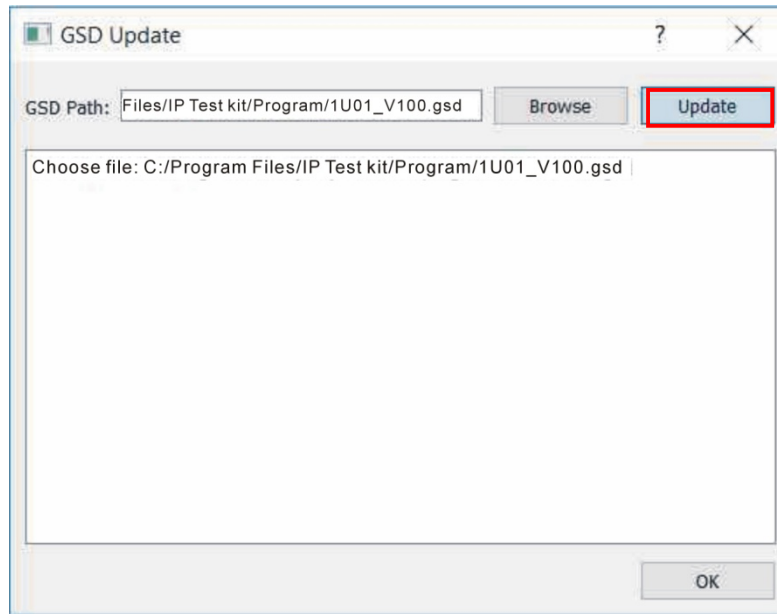 GSD Update
?
GSD Path: Files/IP Test kit/Program/1U01_V100.gsd Browse Update
Choose file: C:/Program Files/IP Test kit/Program/1U01_V100.gsd
OK